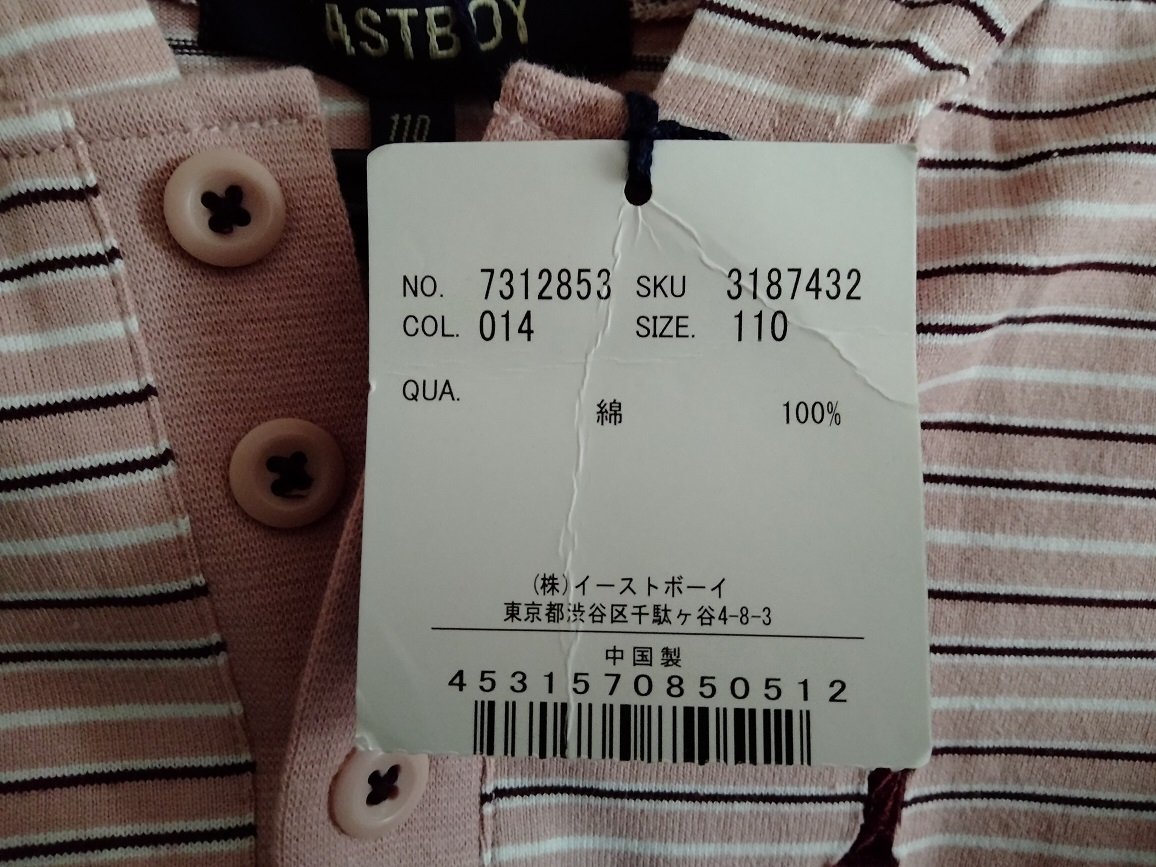 ASTBOY
110
NO. 7312853 SKU 3187432
COL. 014 SIZE. 110
QUA.
綿 100%
(株)イーストボーイ
東京都渋谷区千駄ヶ谷4-8-3
中国製
4531570850512